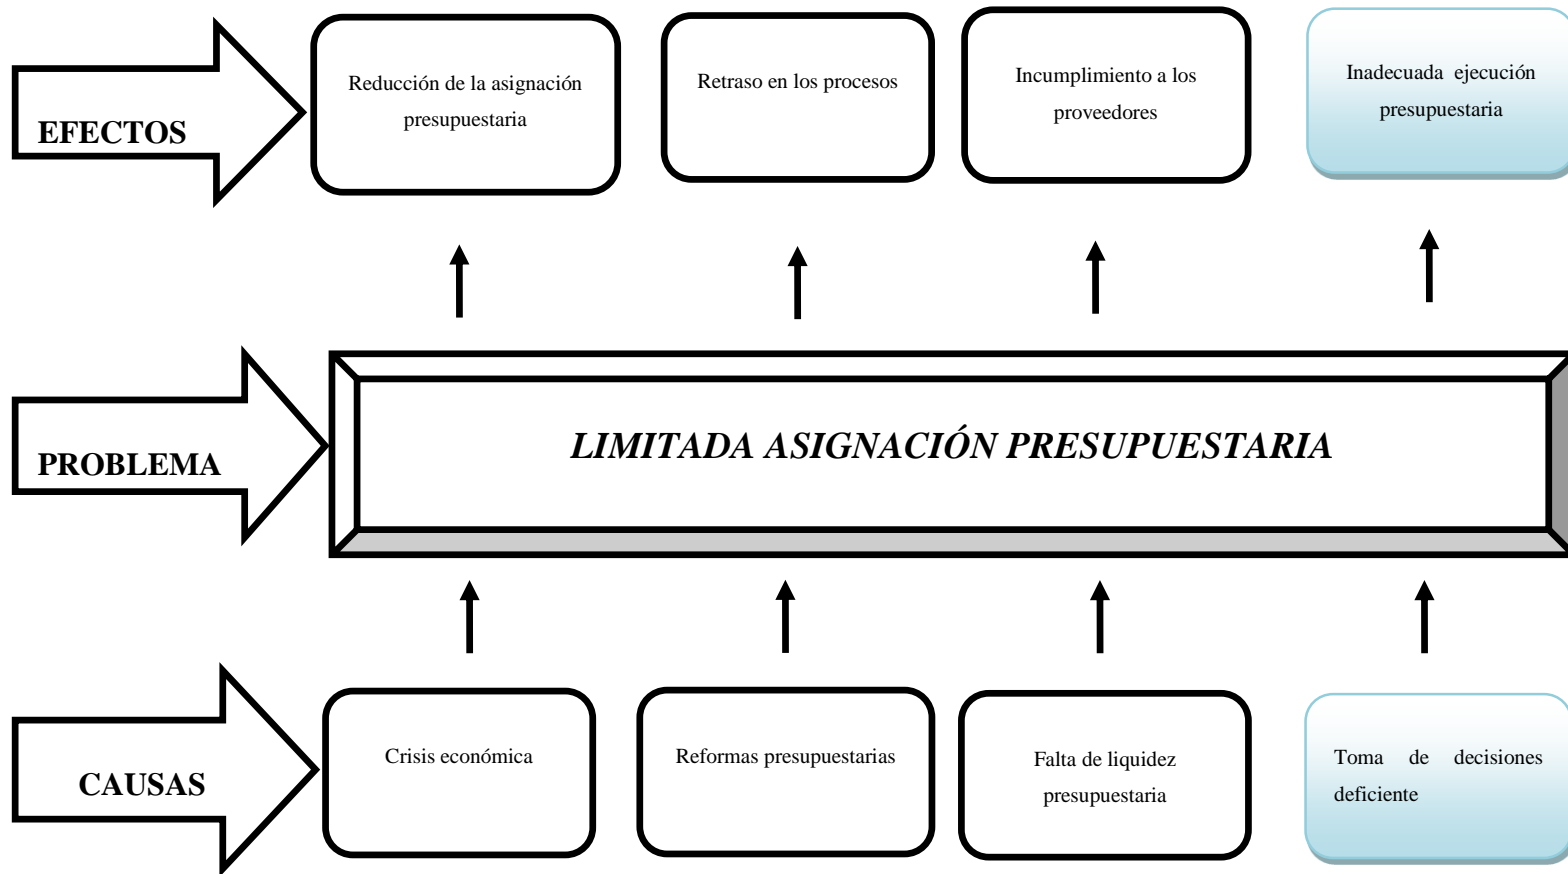 EFECTOS
Reducción de la asignación
presupuestaria
Retraso en los procesos
Incumplimiento a los
proveedores
Inadecuada ejecución
presupuestaria
PROBLEMA
LIMITADA ASIGNACIÓN PRESUPUESTARIA
CAUSAS
Crisis económica
Reformas presupuestarias
Falta de liquidez
presupuestaria
Toma de decisiones
deficiente